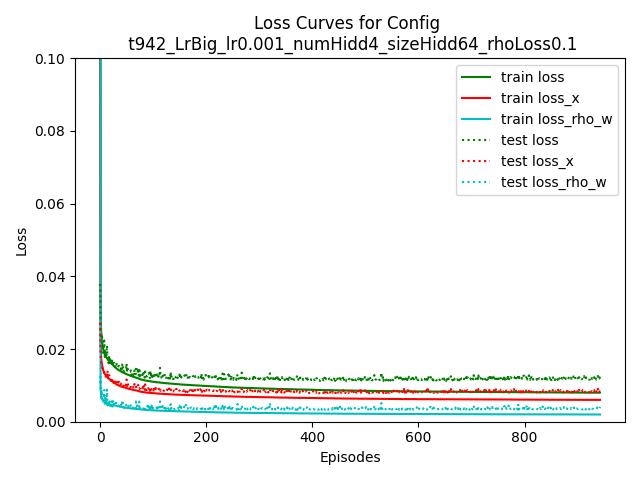 Loss Curves for Config
t942_LrBig_lr0.001_numHidd4_sizeHidd64_rhoLoss0.1
0.10
0.08
0.06
0.04
0.02
0.00
Loss
train loss
train loss_x
train loss_rho_w
test loss
test loss_x
test loss_rho_w
0
200
400
600
800
Episodes